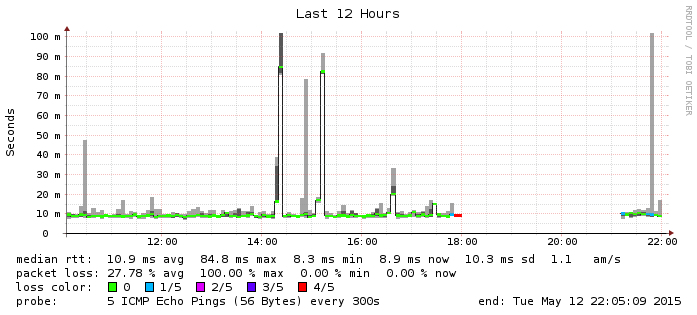 Last 12 Hours
RRDTOOL / TOBI OETIKER
Seconds
100 m
90 m
80 m
70 m
60 m
50 m
40 m
30 m
20 m
10 m
0
12:00 14:00 16:00 18:00 20:00 22:00
median rtt: 10.9 ms avg 84.8 ms max 8.3 ms min 8.9 ms now 10.3 ms sd 1.1 am/s
packet loss: 27.78 % avg 100.00 % max 0.00 % min 0.00 % now
loss color: 0 1/5 2/5 3/5 4/5
probe: 5 ICMP Echo Pings (56 Bytes) every 300s end: Tue May 12 22:05:09 2015